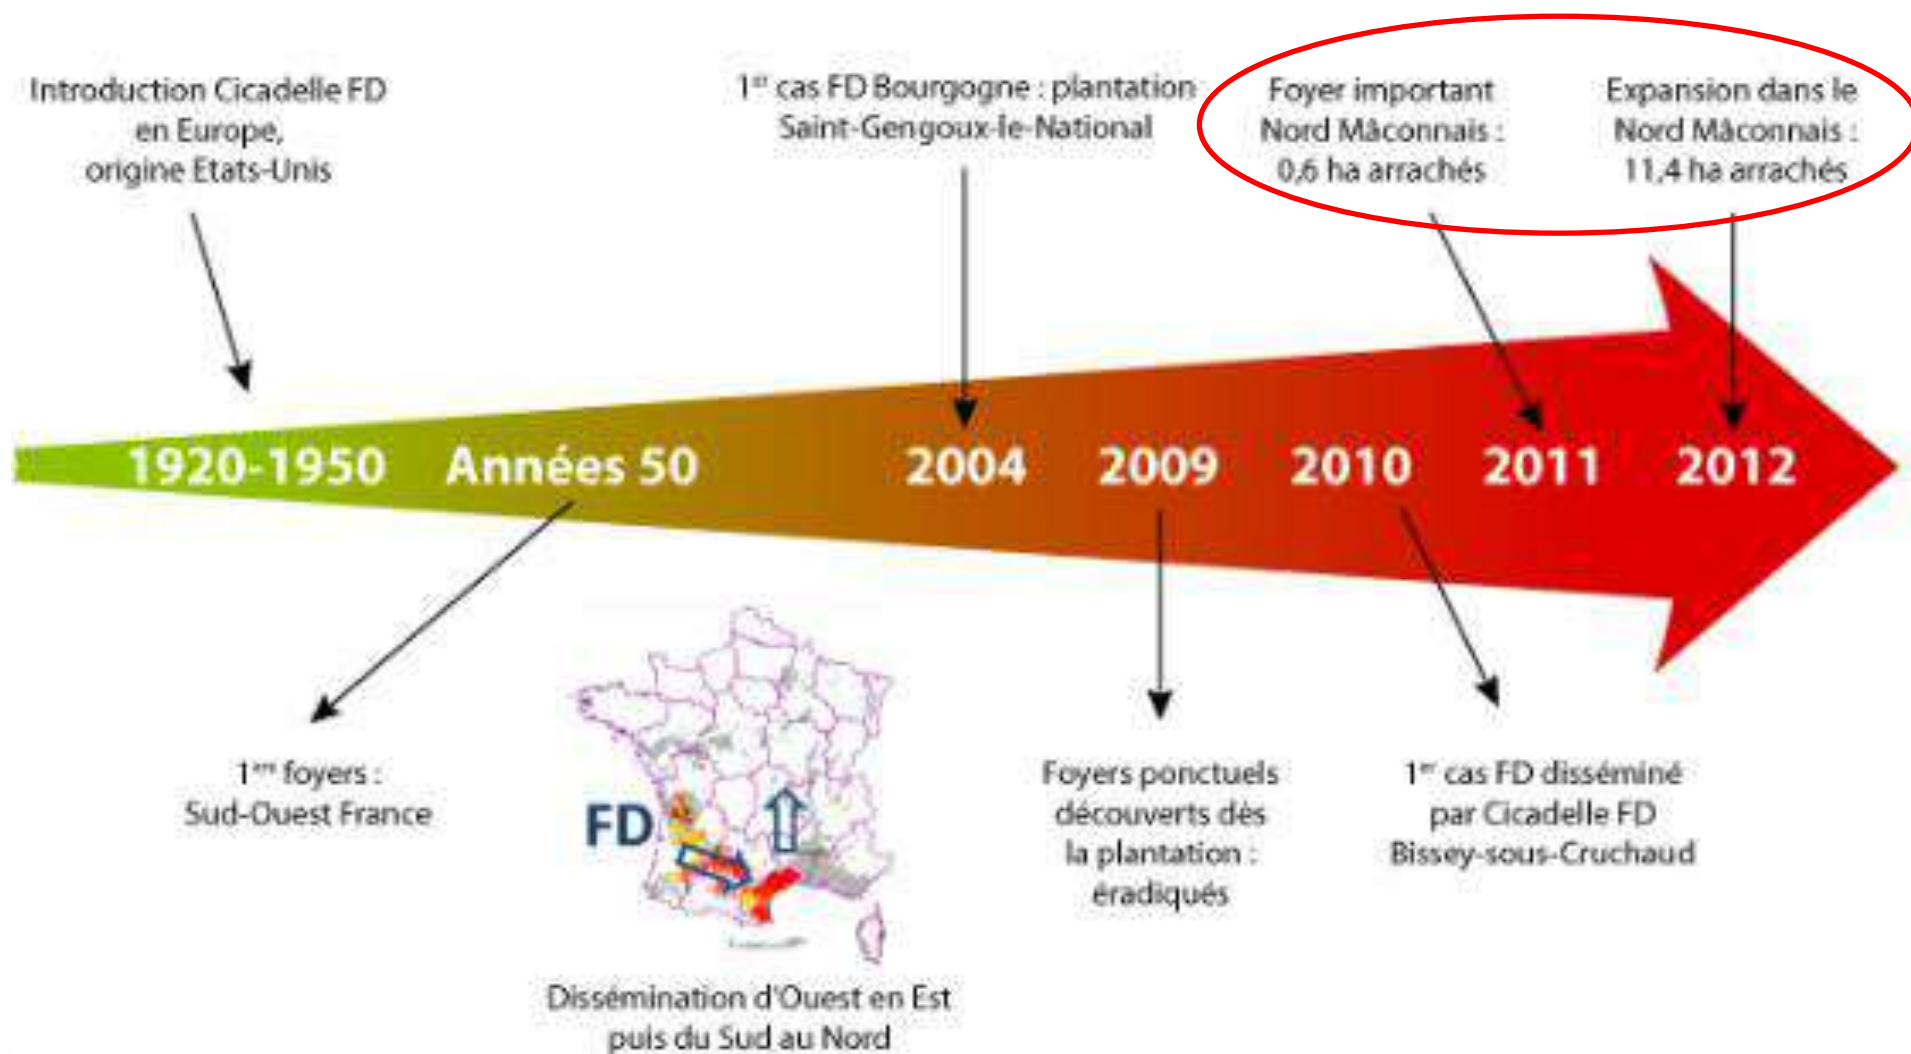 Introduction Cicadelle FD
en Europe,
origine Etats-Unis
1er cas FD Bourgogne : plantation
Saint-Gengoux-le-National
Foyer important
Nord Mâconnais :
0,6 ha arrachés
Expansion dans le
Nord Mâconnais :
11,4 ha arrachés
1920-1950 Années 50 2004 2009 2010 2011 2012
1ers foyers :
Sud-Ouest France
FD
Dissémination d'Ouest en Est
puis du Sud au Nord
Foyers ponctuels
découverts dès
la plantation :
éradiqués
1er cas FD disséminé
par Cicadelle FD
Bissey-sous-Cruchaud